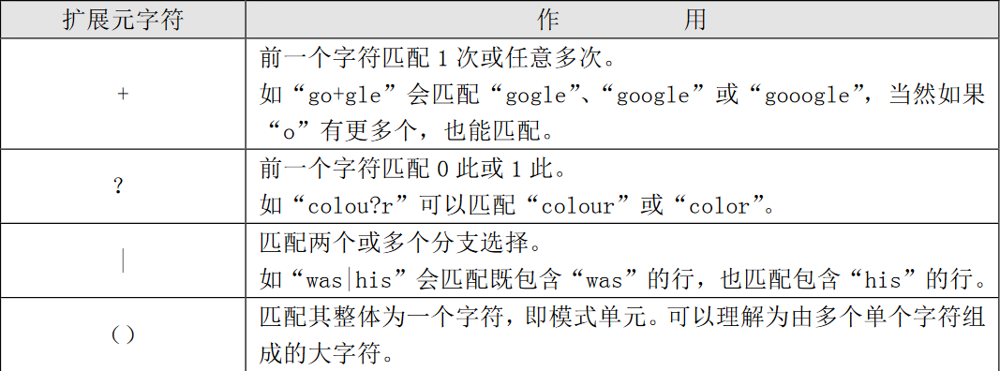 扩展元字符 作 用
+
前一个字符匹配 1 次或任意多次。
如“go+gle”会匹配“gogle”、“google”或“gooogle”，当然如果
“o”有更多个，也能匹配。
?
前一个字符匹配 0 此或 1 此。
如“colou?r”可以匹配“colour”或“color”。
|
匹配两个或多个分支选择。
如“was|his”会匹配既包含“was”的行，也匹配包含“his”的行。
（）
匹配其整体为一个字符，即模式单元。可以理解为由多个单个字符组
成的大字符。